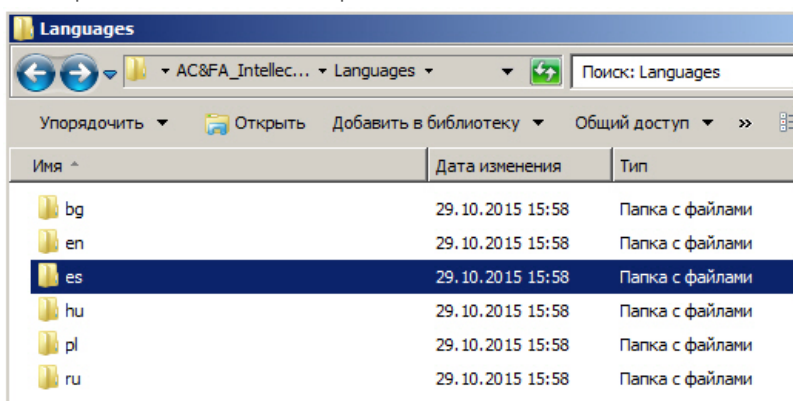 Languages
AC&FA_Intellec... Languages Поиск: Languages
Упорядочить Открыть Добавить в библиотеку Общий доступ »
Имя Дата изменения Тип
bg 29.10.2015 15:58 Папка с файлами
en 29.10.2015 15:58 Папка с файлами
es 29.10.2015 15:58 Папка с файлами
hu 29.10.2015 15:58 Папка с файлами
pl 29.10.2015 15:58 Папка с файлами
ru 29.10.2015 15:58 Папка с файлами